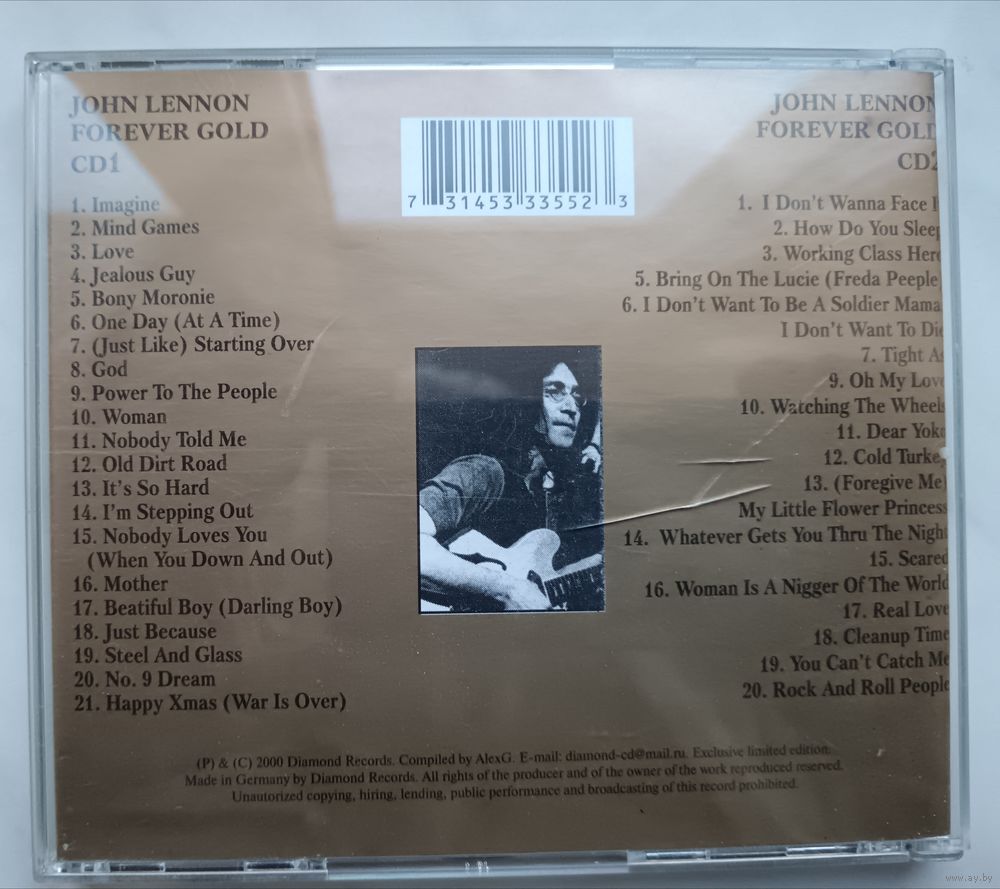 JOHN LENNON
FOREVER GOLD
CD1
1. Imagine
2. Mind Games
3. Love
4. Jealous Guy
5. Bony Moronie
6. One Day (At A Time)
7. (Just Like) Starting Over
8. God
9. Power To The People
10. Woman
11. Nobody Told Me
12. Old Dirt Road
13. It's So Hard
14. I'm Stepping Out
15. Nobody Loves You
(When You Down And Out)
16. Mother
17. Beatiful Boy (Darling Boy)
18. Just Because
19. Steel And Glass
20. No. 9 Dream
21. Happy Xmas (War Is Over)
7 31453 33552 3
JOHN LENNON
FOREVER GOLD
CD2
1. I Don't Wanna Face I
2. How Do You Sleep
3. Working Class Hero
5. Bring On The Lucie (Freda Peeple
6. I Don't Want To Be A Soldier Mama
I Don't Want To Die
7. Tight As
9. Oh My Love
10. Watching The Wheels
11. Dear Yoko
12. Cold Turkey
13. (Foregive Me
My Little Flower Princess
14. Whatever Gets You Thru The Night
15. Scared
16. Woman Is A Nigger Of The World
17. Real Love
18. Cleanup Time
19. You Can't Catch Me
20. Rock And Roll People
(P) & (C) 2000 Diamond Records. Compiled by AlexG. E-mail: diamond-cd@mail.ru. Exclusive limited edition.
Made in Germany by Diamond Records. All rights of the producer and of the owner of the work reproduced reserved.
Unautorized copying, hiring, lending, public performance and broadcasting of this record prohibited.
www.ay.by